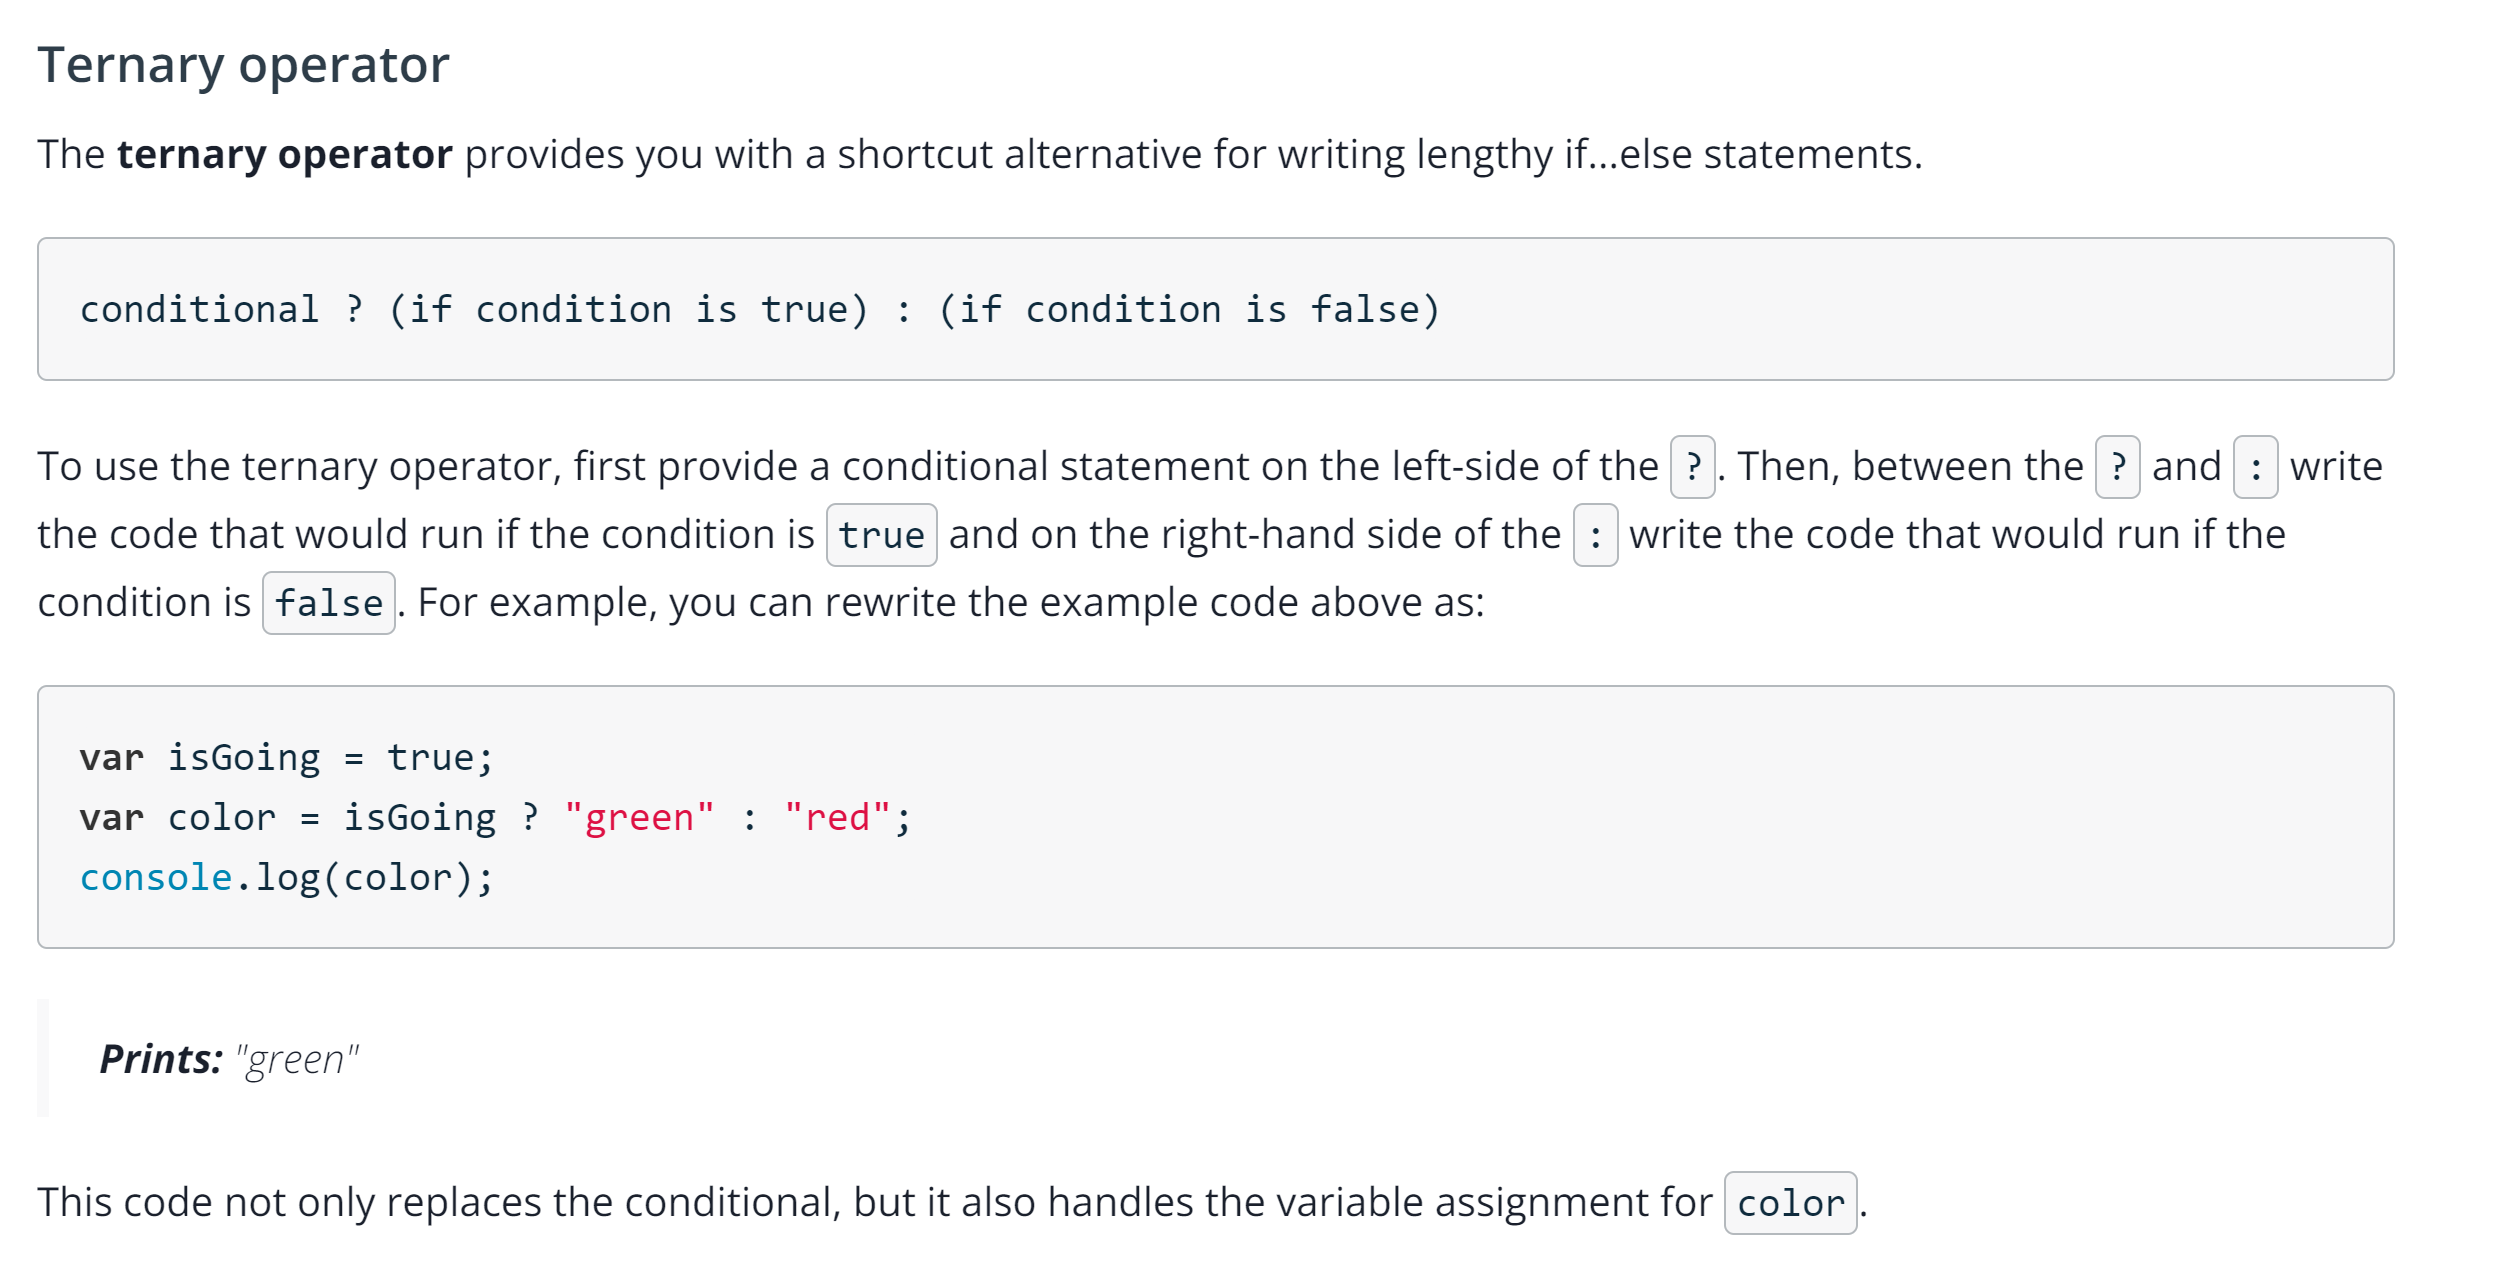 Ternary operator
The ternary operator provides you with a shortcut alternative for writing lengthy if...else statements.
conditional ? (if condition is true) : (if condition is false)
To use the ternary operator, first provide a conditional statement on the left-side of the ?. Then, between the ? and : write
the code that would run if the condition is true and on the right-hand side of the : write the code that would run if the
condition is false. For example, you can rewrite the example code above as:
var isGoing = true;
var color = isGoing ? "green" : "red";
console.log(color);
Prints: "green"
This code not only replaces the conditional, but it also handles the variable assignment for color.